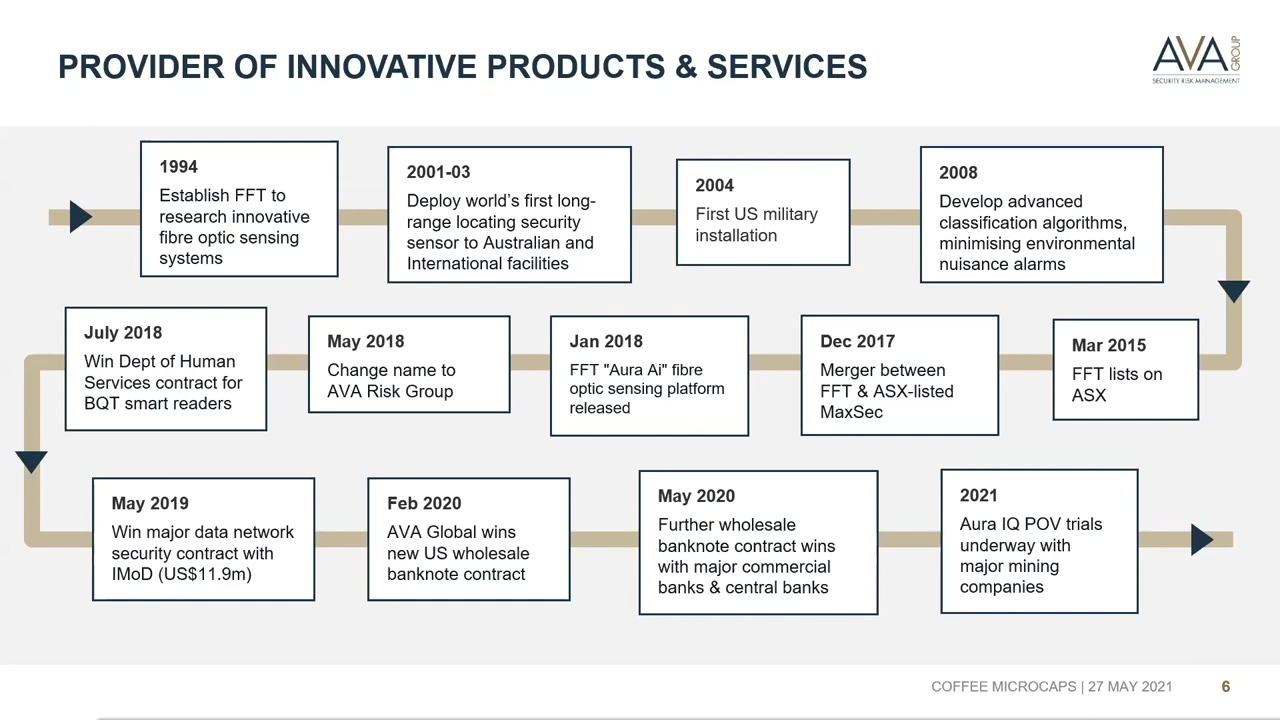 PROVIDER OF INNOVATIVE PRODUCTS & SERVICES
AVA
GROUP
SECURITY RISK MANAGEMENT
1994
Establish FFT to
research innovative
fibre optic sensing
systems
2001-03
Deploy world's first long-
range locating security
sensor to Australian and
International facilities
2004
First US military
installation
2008
Develop advanced
classification algorithms,
minimising environmental
nuisance alarms
Mar 2015
FFT lists on
ASX
Dec 2017
Merger between
FFT & ASX-listed
MaxSec
Jan 2018
FFT "Aura Ai" fibre
optic sensing platform
released
May 2018
Change name to
AVA Risk Group
July 2018
Win Dept of Human
Services contract for
BQT smart readers
May 2019
Win major data network
security contract with
IMoD (US$11.9m)
Feb 2020
AVA Global wins
new US wholesale
banknote contract
May 2020
Further wholesale
banknote contract wins
with major commercial
banks & central banks
2021
Aura IQ POV trials
underway with
major mining
companies
COFFEE MICROCAPS | 27 MAY 2021
6